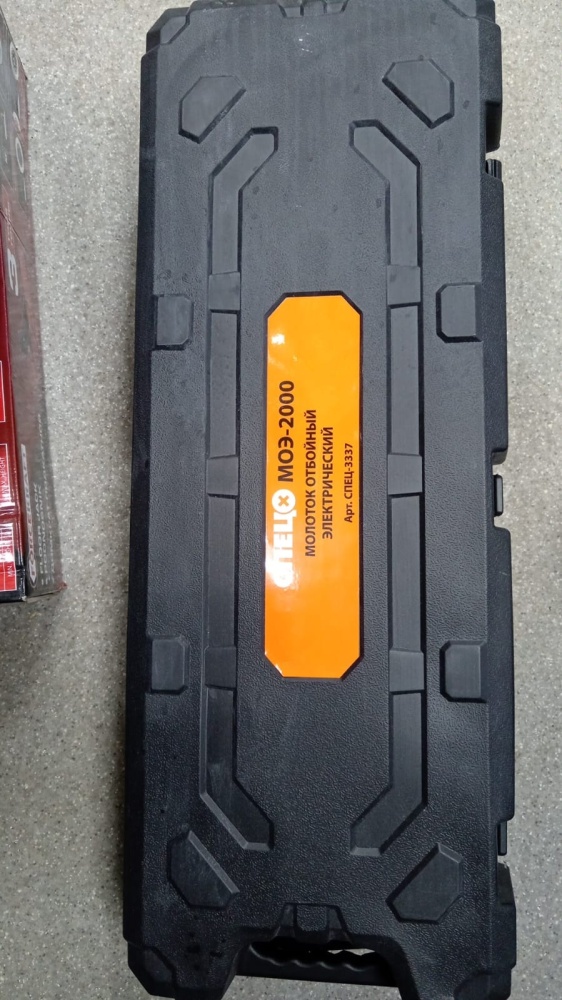 СПЕЦ МОЭ-2000
МОЛОТОК ОТБОЙНЫЙ
ЭЛЕКТРИЧЕСКИЙ
Арт. СПЕЦ-3337